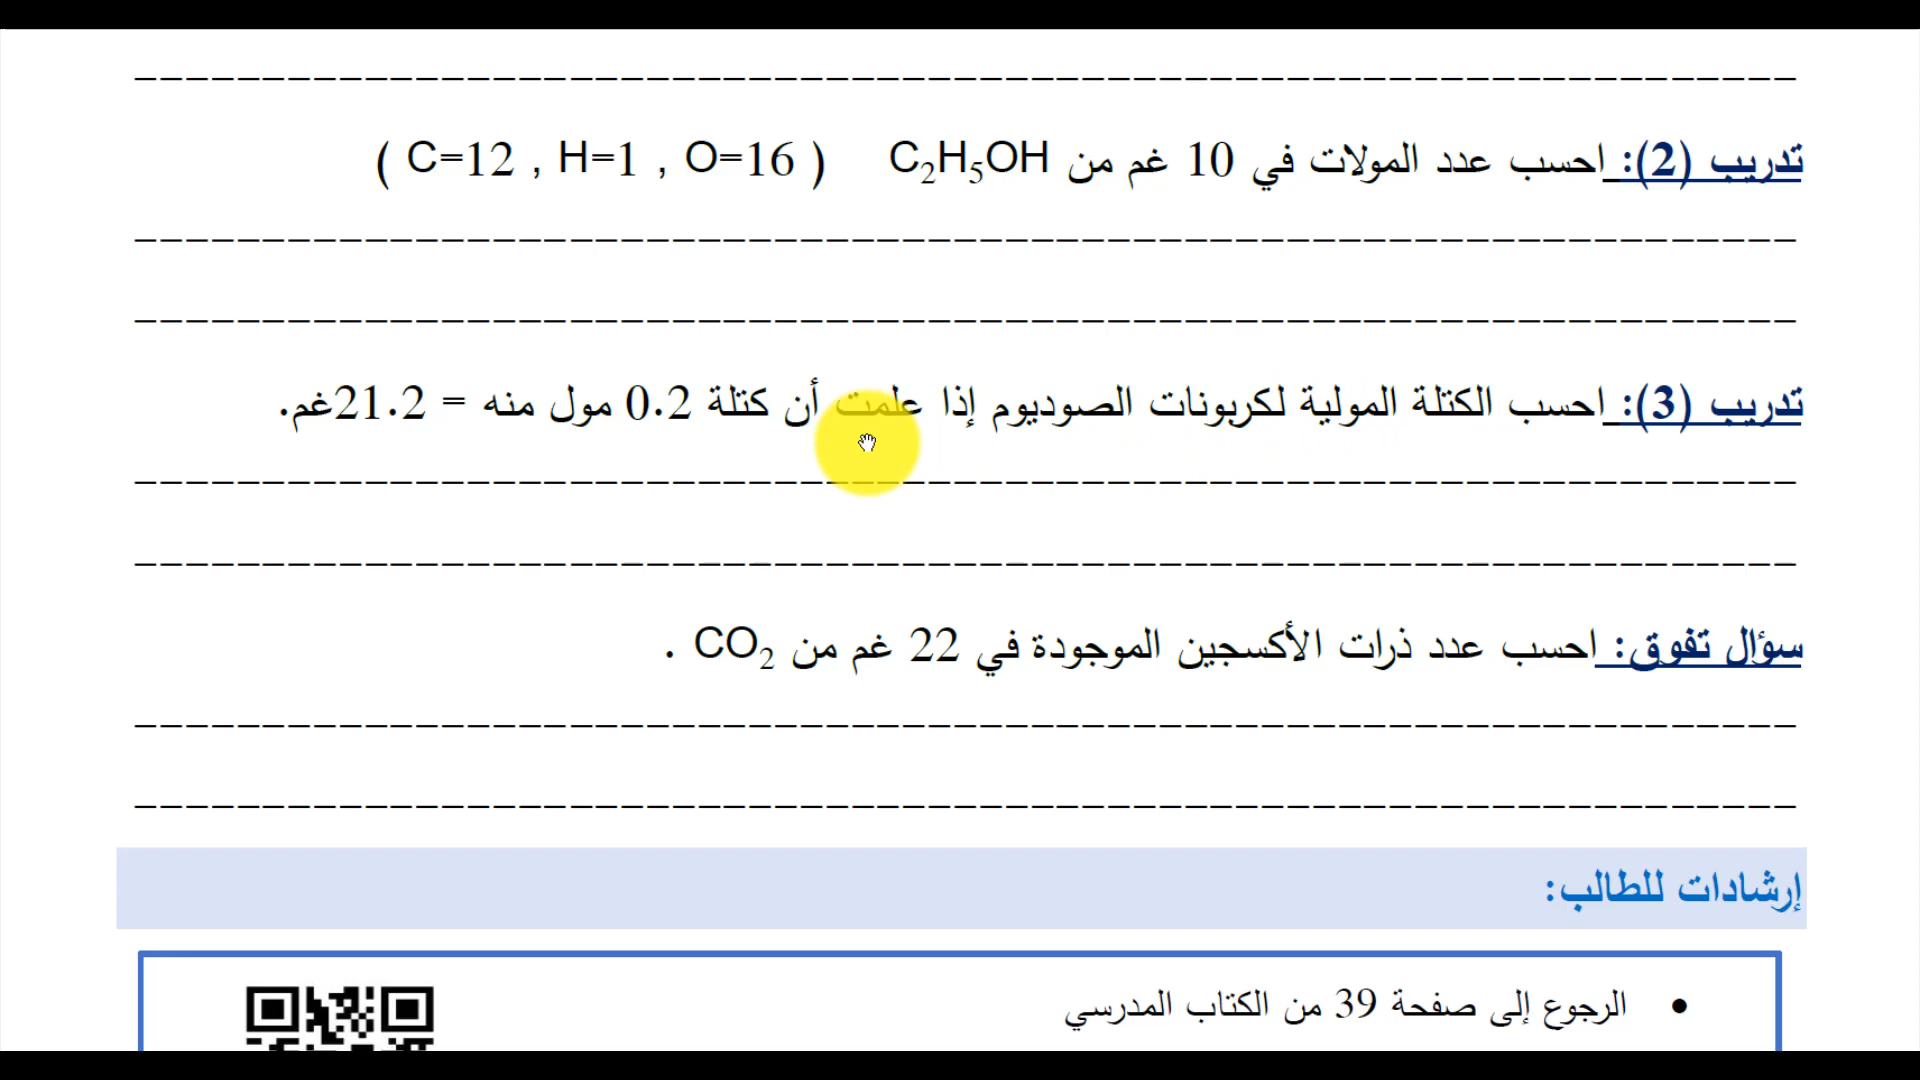 تدريب (2): احسب عدد المولات في 10 غم من C₂H₅OH ( C=12 , H=1 , O=16 )
تدريب (3): احسب الكتلة المولية لكربونات الصوديوم إذا علمت أن كتلة 0.2 مول منه = 21.2غم.
سؤال تفوق: احسب عدد ذرات الأكسجين الموجودة في 22 غم من CO₂ .
إرشادات للطالب:
• الرجوع إلى صفحة 39 من الكتاب المدرسي